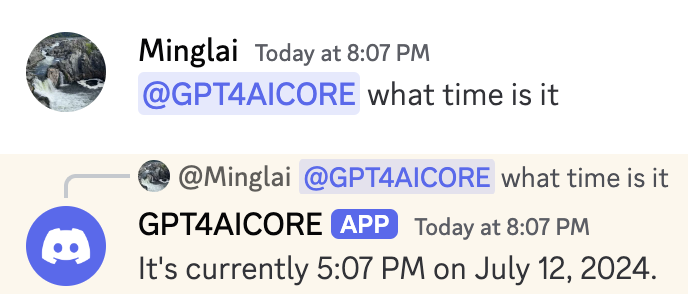 Minglai Today at 8:07 PM
@GPT4AICORE what time is it
@Minglai @GPT4AICORE what time is it
GPT4AICORE APP Today at 8:07 PM
It's currently 5:07 PM on July 12, 2024.